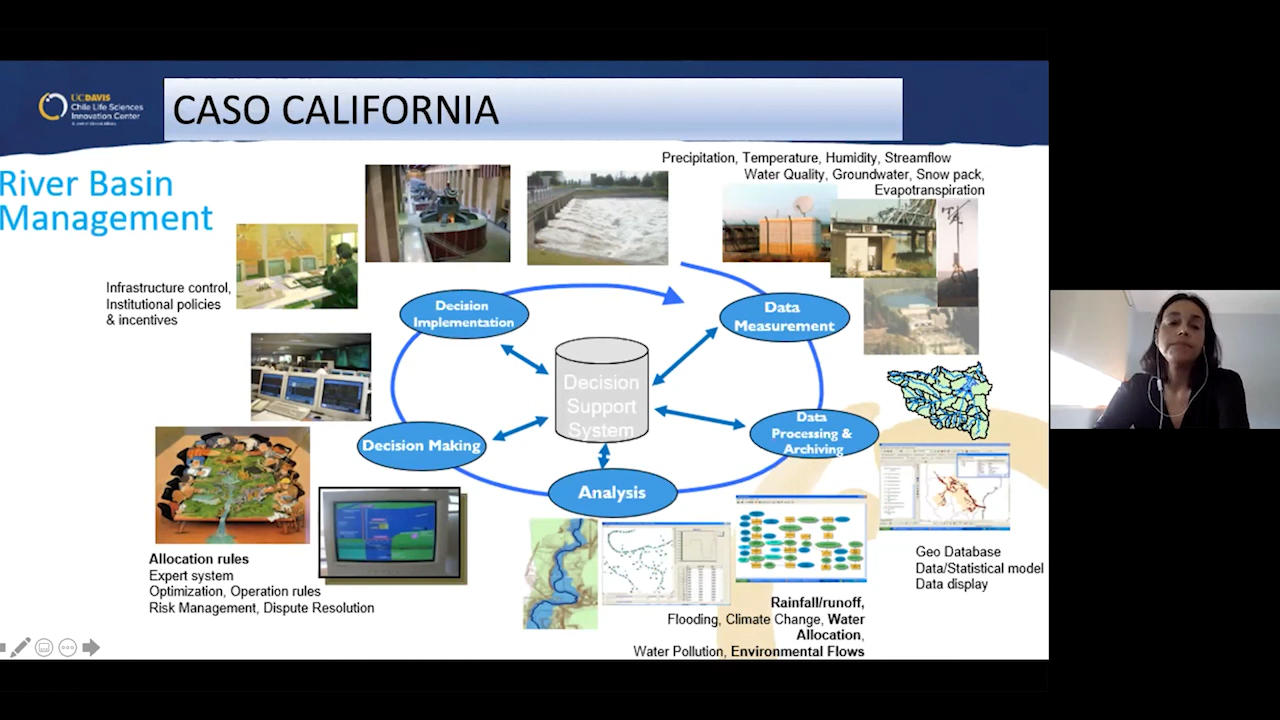 UCDAVIS
Chile Life Sciences
Innovation Center
CASO CALIFORNIA
River Basin
Management
Precipitation, Temperature, Humidity, Streamflow
Water Quality, Groundwater, Snow pack,
Evapotranspiration
Infrastructure control,
Institutional policies
& incentives
Decision
Implementation
Data
Measurement
Decision
Support
System
Data
Processing &
Archiving
Decision Making
Analysis
Allocation rules
Expert system
Optimization, Operation rules
Risk Management, Dispute Resolution
Geo Database
Data/Statistical model
Data display
Rainfall/runoff,
Flooding, Climate Change, Water
Allocation,
Water Pollution, Environmental Flows